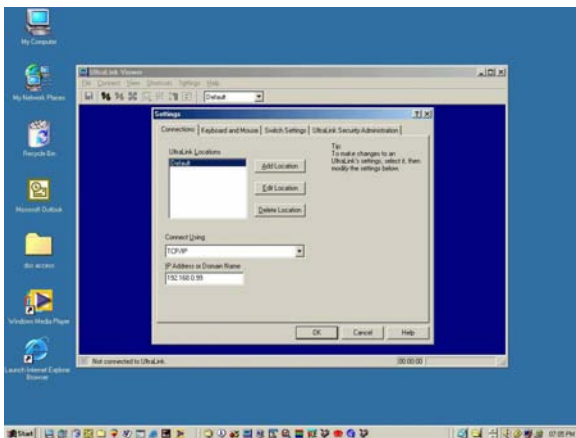 My Computer
My Network Places
Recycle Bin
Microsoft Outlook
dsl access
Windows Media Player
Launch Internet Explorer
Browser
UltraLink Viewer
File Connect View Shortcuts Settings Help
Default
Settings
Connections Keyboard and Mouse Switch Settings UltraLink Security Administration
UltraLink Locations
Default
Add Location
Edit Location
Delete Location
Tip:
To make changes to an
UltraLink's settings, select it, then
modify the settings below.
Connect Using
TCP/IP
IP Address or Domain Name
192.168.0.99
OK Cancel Help
Not connected to UltraLink. 00:00:00
Start 07:05 PM